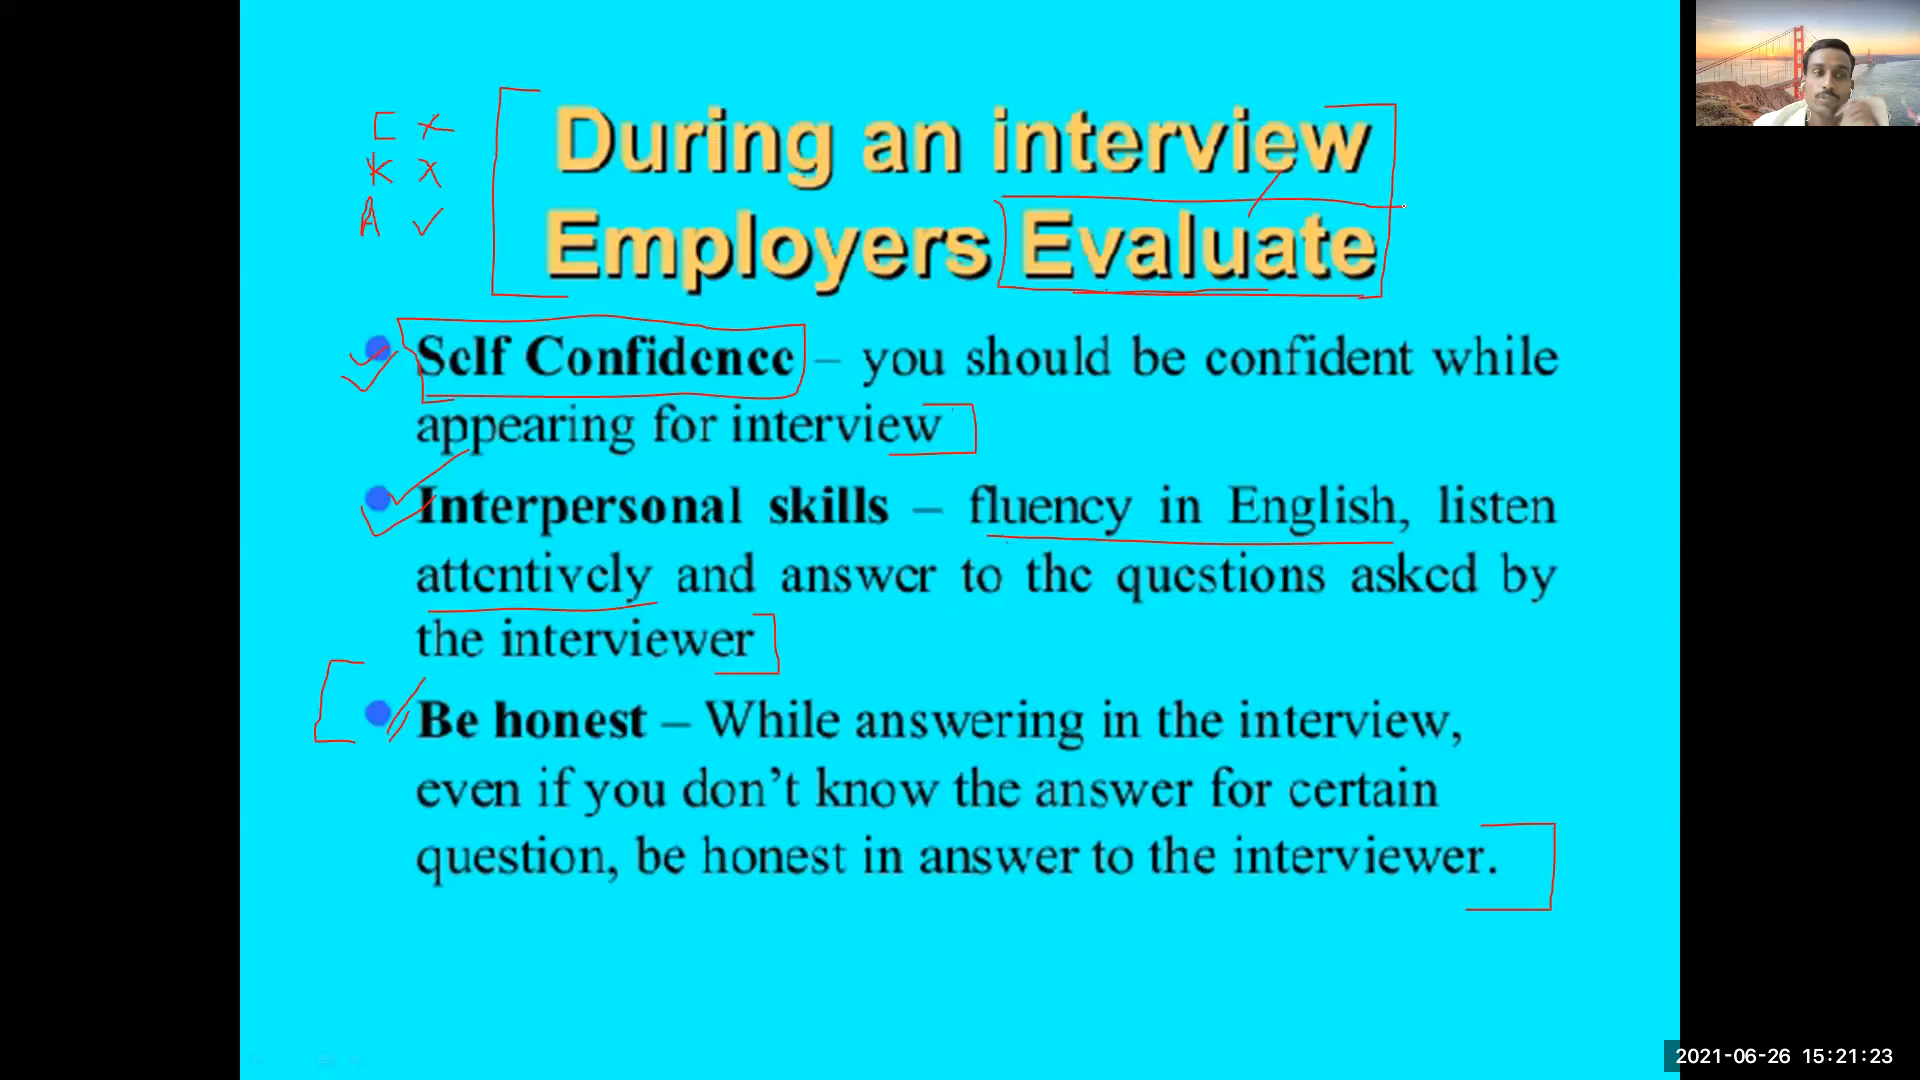 During an interview
Employers Evaluate
Self Confidence – you should be confident while
appearing for interview
Interpersonal skills – fluency in English, listen
attentively and answer to the questions asked by
the interviewer
Be honest – While answering in the interview,
even if you don't know the answer for certain
question, be honest in answer to the interviewer.
K X
A ✓
2021-06-26 15:21:23